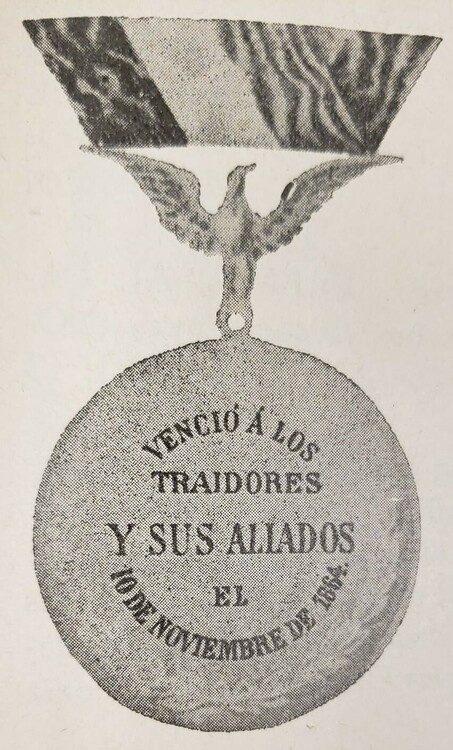 VENCIÓ Á LOS
TRAIDORES
Y SUS ALIADOS
EL
10 DE NOVIEMBRE DE 1864.